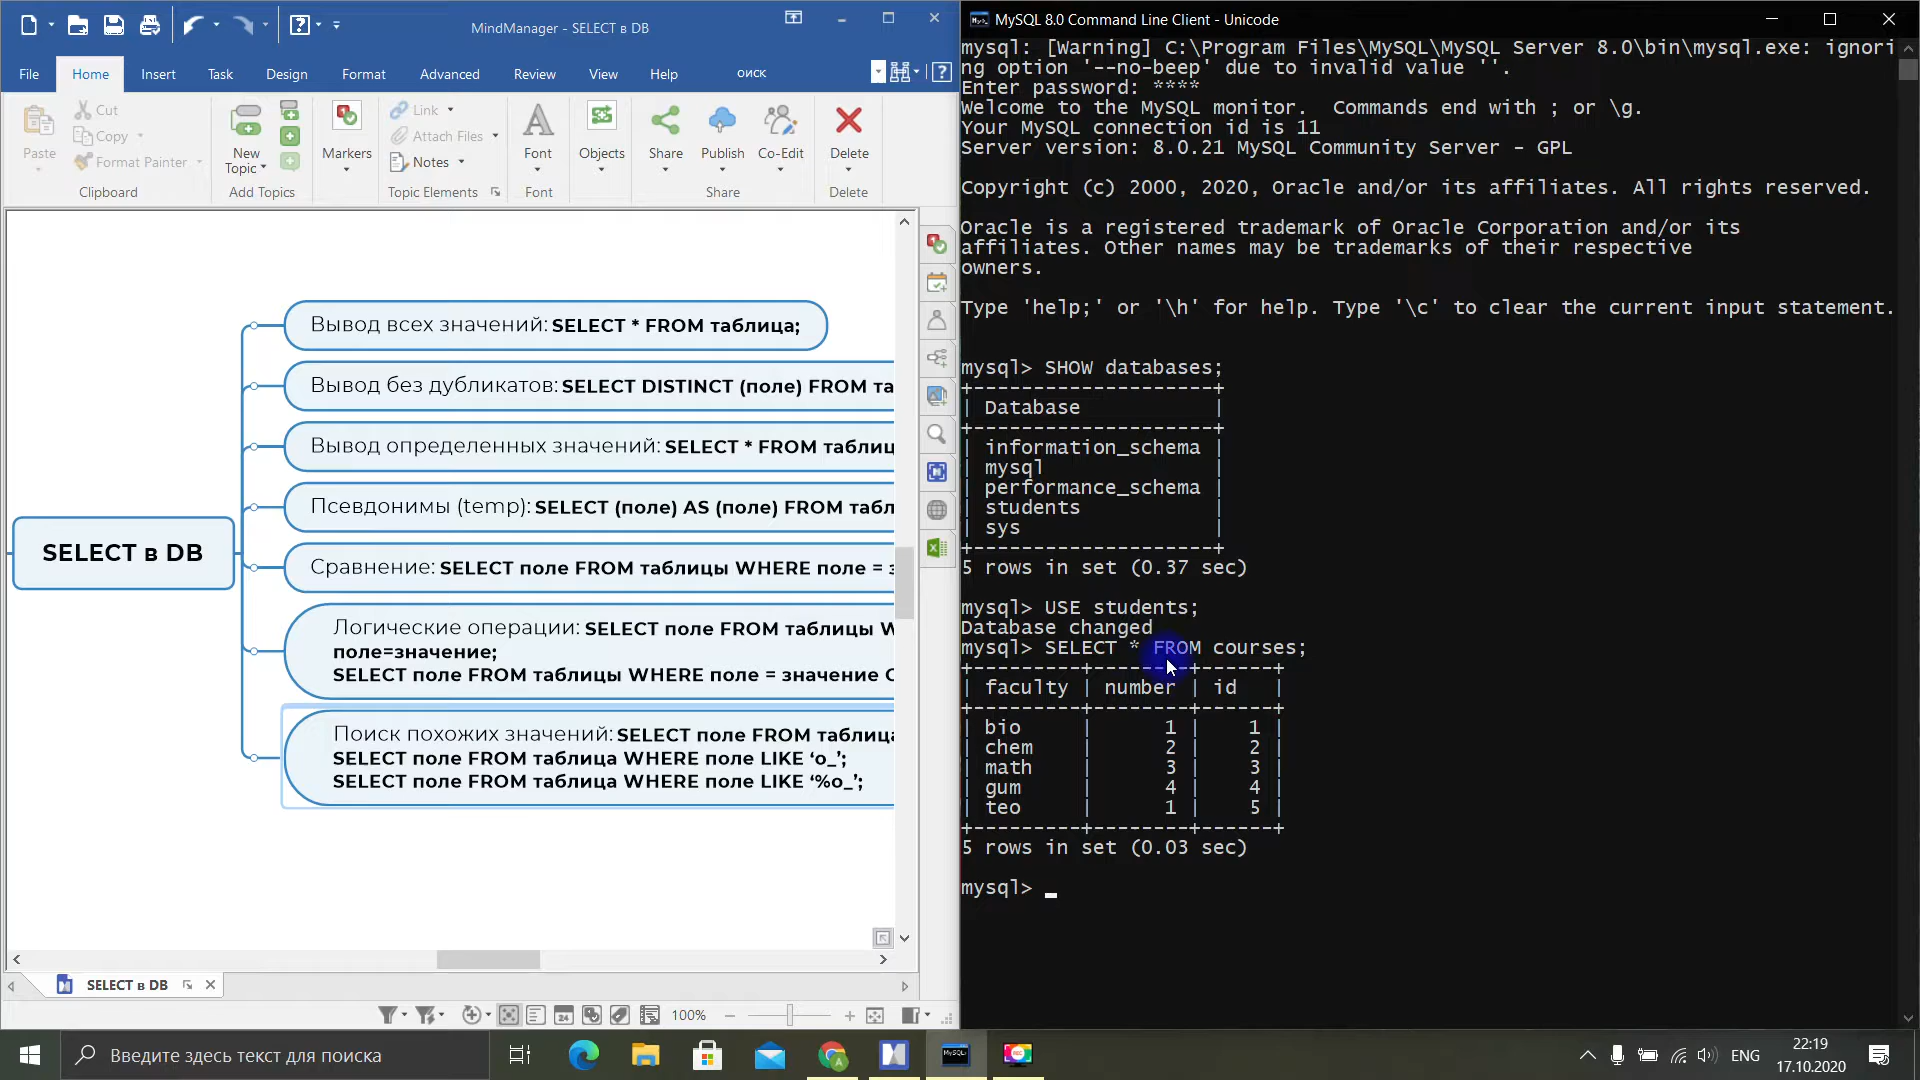 MindManager - SELECT в DB
File Home Insert Task Design Format Advanced Review View Help оиск
Paste
Cut
Copy
Format Painter
Clipboard
New
Topic
Add Topics
Markers
Link
Attach Files
Notes
Topic Elements
Font
Font
Objects
Share
Publish
Co-Edit
Share
Delete
Delete
SELECT в DB
Вывод всех значений: SELECT * FROM таблица;
Вывод без дубликатов: SELECT DISTINCT (поле) FROM та
Вывод определенных значений: SELECT * FROM таблиц
Псевдонимы (temp): SELECT (поле) AS (поле) FROM табл
Сравнение: SELECT поле FROM таблицы WHERE поле = з
Логические операции: SELECT поле FROM таблицы W
поле=значение;
SELECT поле FROM таблицы WHERE поле = значение O
Поиск похожих значений: SELECT поле FROM таблица
SELECT поле FROM таблица WHERE поле LIKE ‘o_’;
SELECT поле FROM таблица WHERE поле LIKE ‘%o_’;
SELECT в DB
100%
MySQL 8.0 Command Line Client - Unicode
mysql: [Warning] C:\Program Files\MySQL\MySQL Server 8.0\bin\mysql.exe: ignori
ng option '--no-beep' due to invalid value ''.
Enter password: ****
Welcome to the MySQL monitor.  Commands end with ; or \g.
Your MySQL connection id is 11
Server version: 8.0.21 MySQL Community Server - GPL
Copyright (c) 2000, 2020, Oracle and/or its affiliates. All rights reserved.
Oracle is a registered trademark of Oracle Corporation and/or its
affiliates. Other names may be trademarks of their respective
owners.
Type 'help;' or '\h' for help. Type '\c' to clear the current input statement.
mysql> SHOW databases;
+--------------------+
| Database           |
+--------------------+
| information_schema |
| mysql              |
| performance_schema |
| students           |
| sys                |
+--------------------+
5 rows in set (0.37 sec)
mysql> USE students;
Database changed
mysql> SELECT * FROM courses;
+---------+--------+------+
| faculty | number | id   |
+---------+--------+------+
| bio     |      1 |    1 |
| chem    |      2 |    2 |
| math    |      3 |    3 |
| gum     |      4 |    4 |
| teo     |      1 |    5 |
+---------+--------+------+
5 rows in set (0.03 sec)
mysql> _
Введите здесь текст для поиска
ENG
22:19
17.10.2020